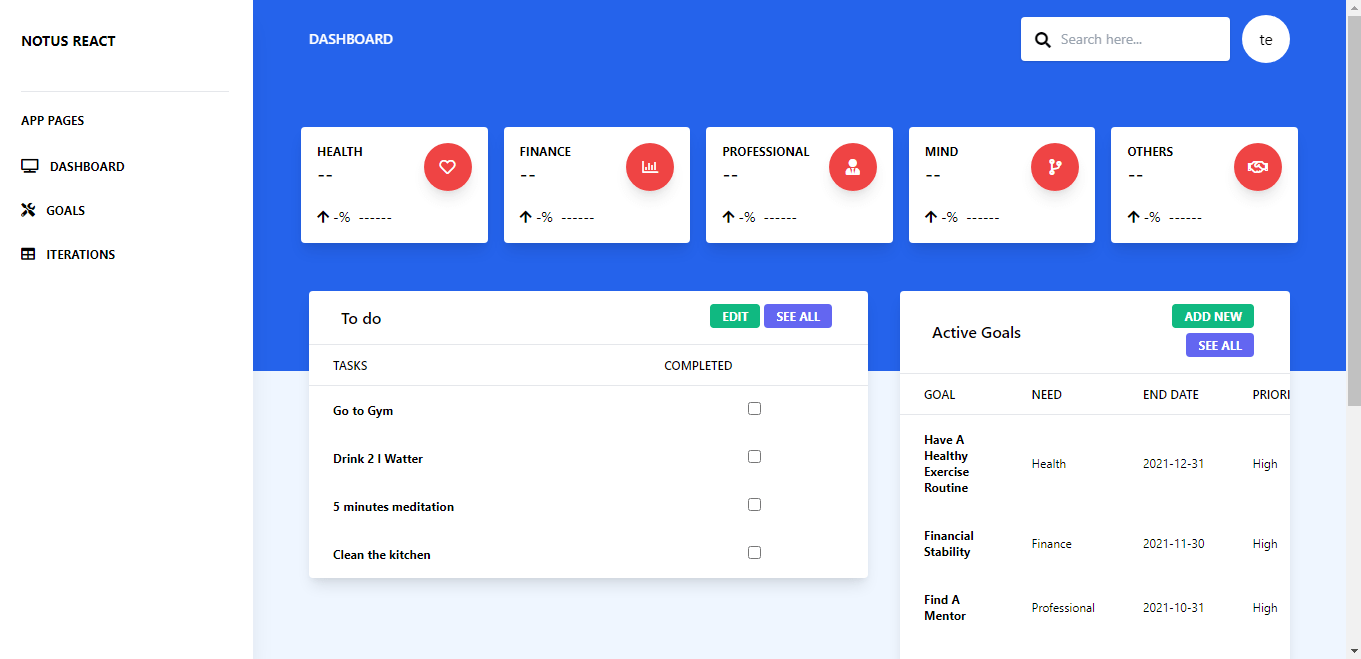 NOTUS REACT
APP PAGES
DASHBOARD
GOALS
ITERATIONS
DASHBOARD
Search here...
te
HEALTH
--
-% ------
FINANCE
--
-% ------
PROFESSIONAL
--
-% ------
MIND
--
-% ------
OTHERS
--
-% ------
To do
EDIT SEE ALL
TASKS COMPLETED
Go to Gym
Drink 2 l Watter
5 minutes meditation
Clean the kitchen
Active Goals
ADD NEW
SEE ALL
GOAL NEED END DATE PRIORI
Have A
Healthy
Exercise
Routine
Health 2021-12-31 High
Financial
Stability
Finance 2021-11-30 High
Find A
Mentor
Professional 2021-10-31 High